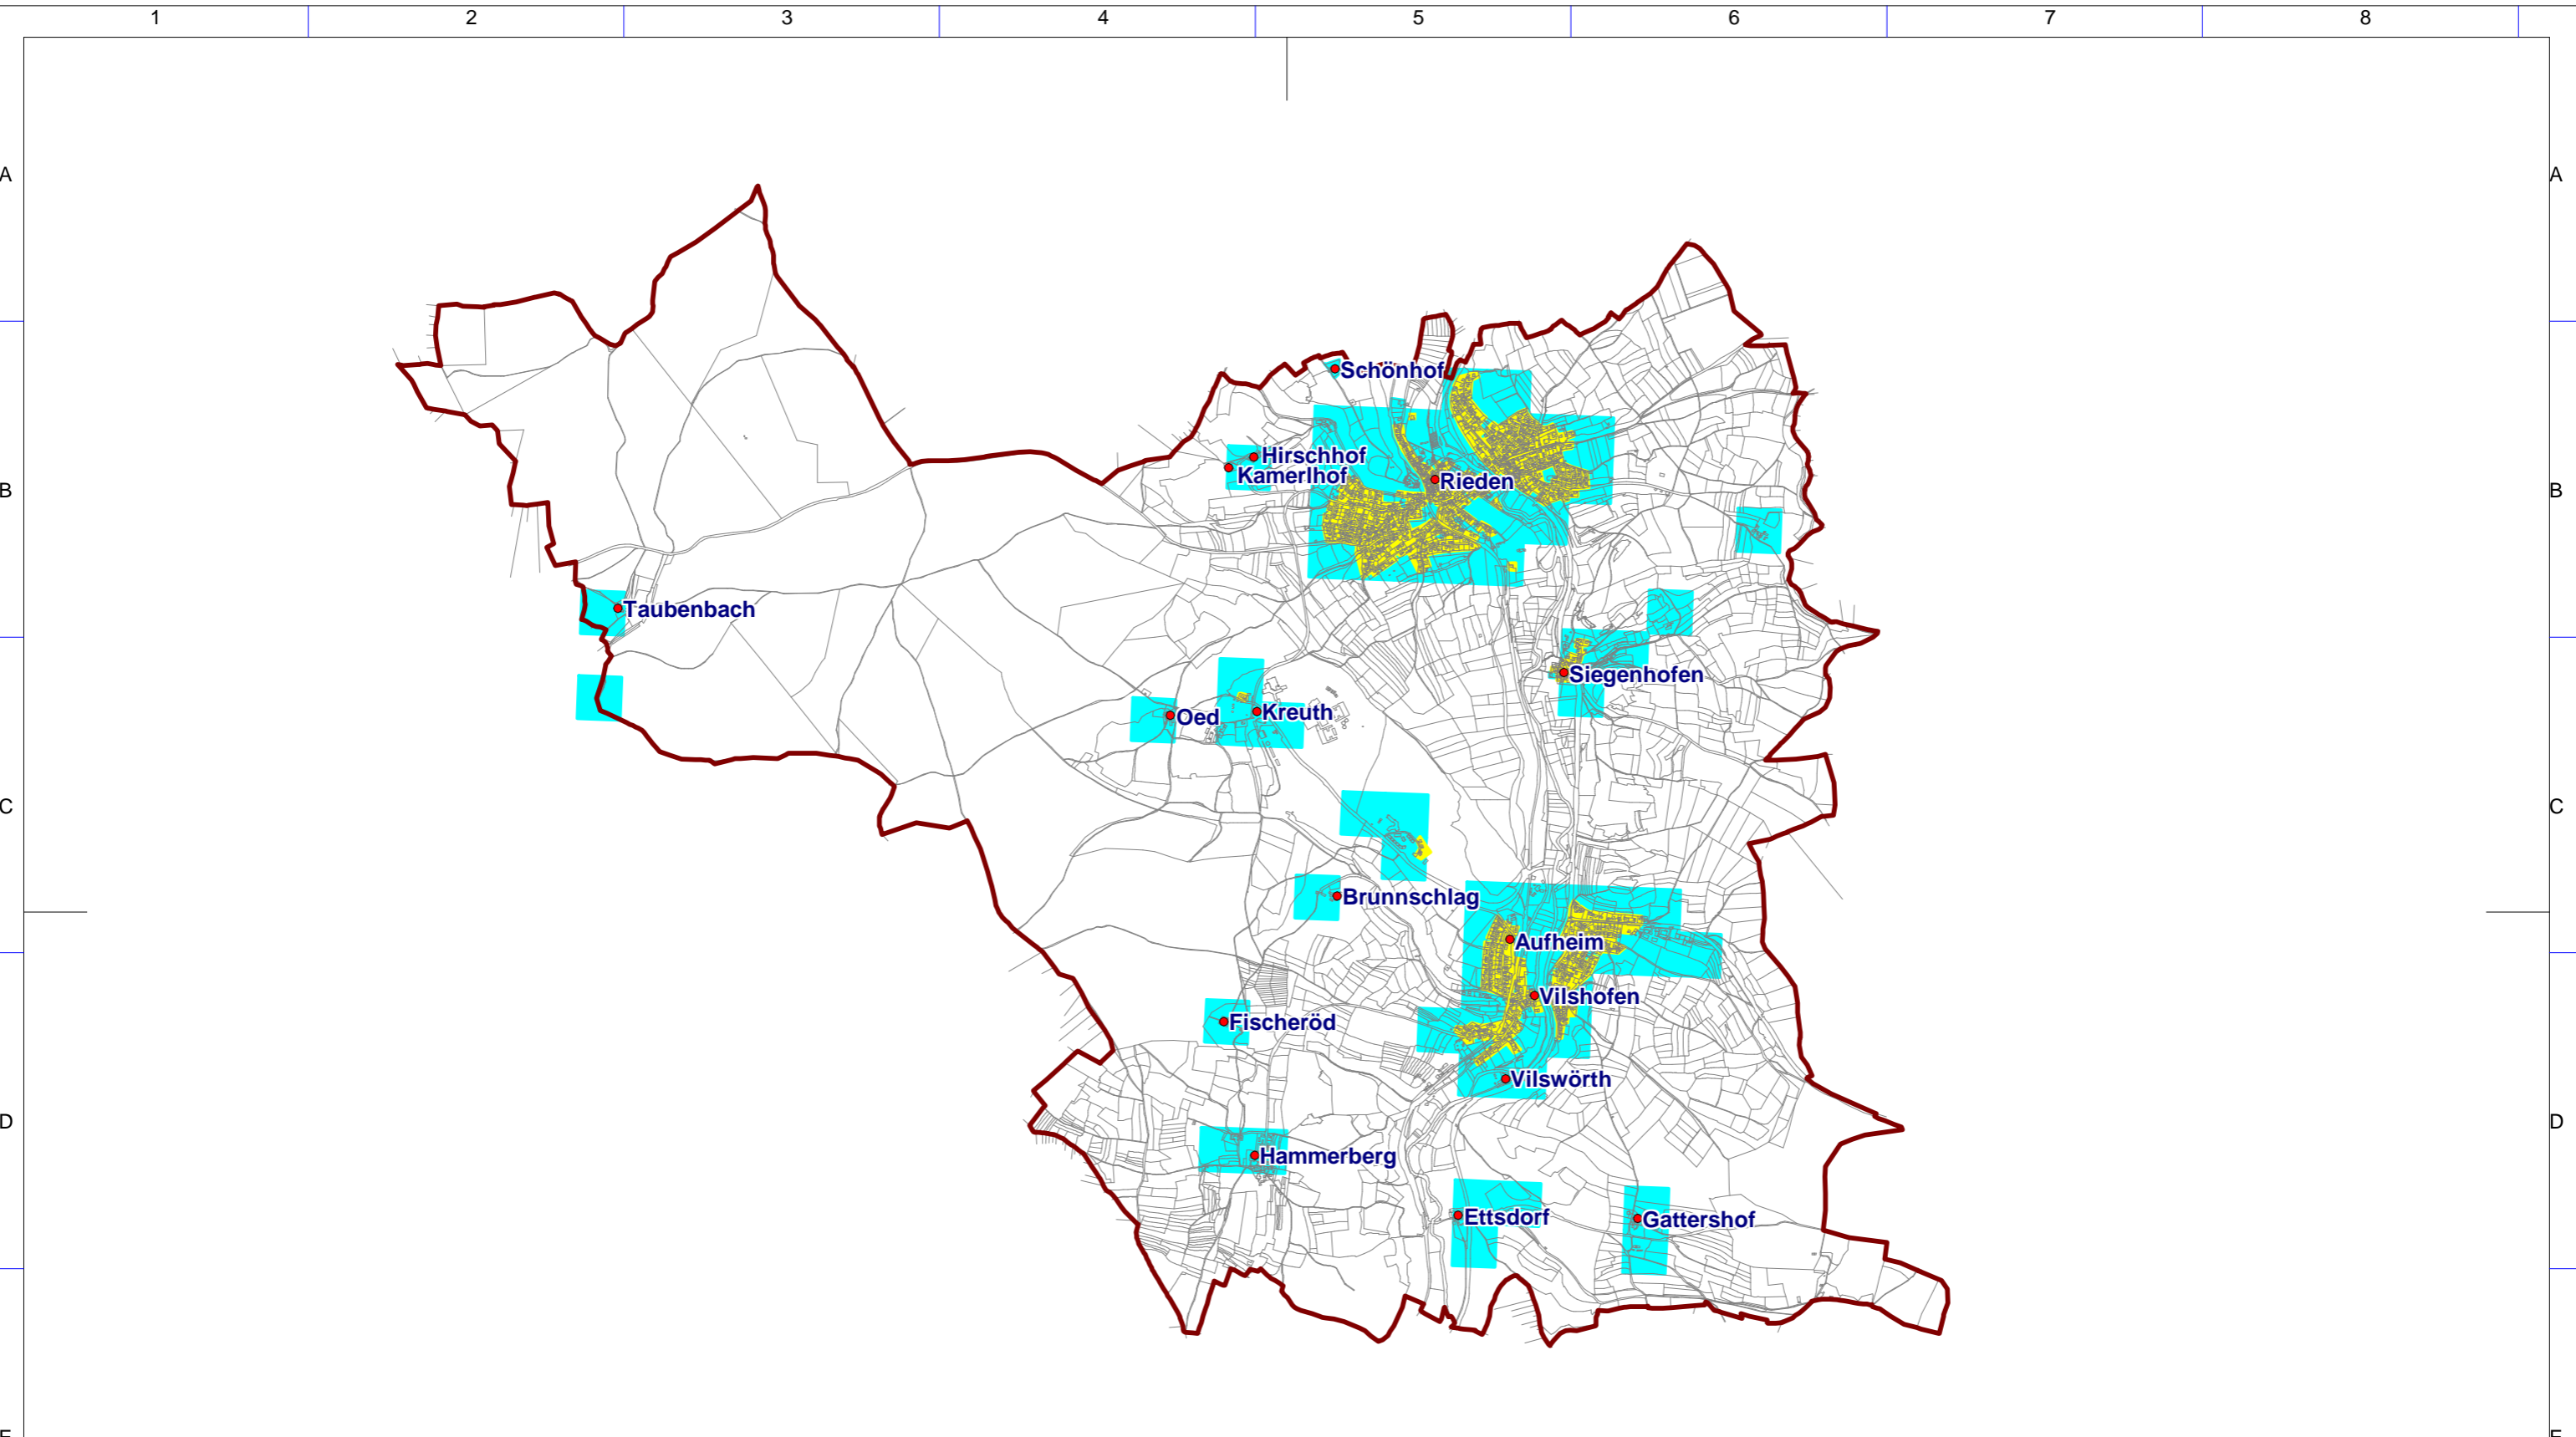 1 2 3 4 5 6 7 8
A A
Schönhof
Hirschhof
Kamerlhof
Rieden
B B
Taubenbach
Siegenhofen
Oed Kreuth
C C
Brunnschlag
Aufheim
Vilshofen
Fischeröd
Vilswörth
D D
Hammerberg
Ettsdorf Gattershof